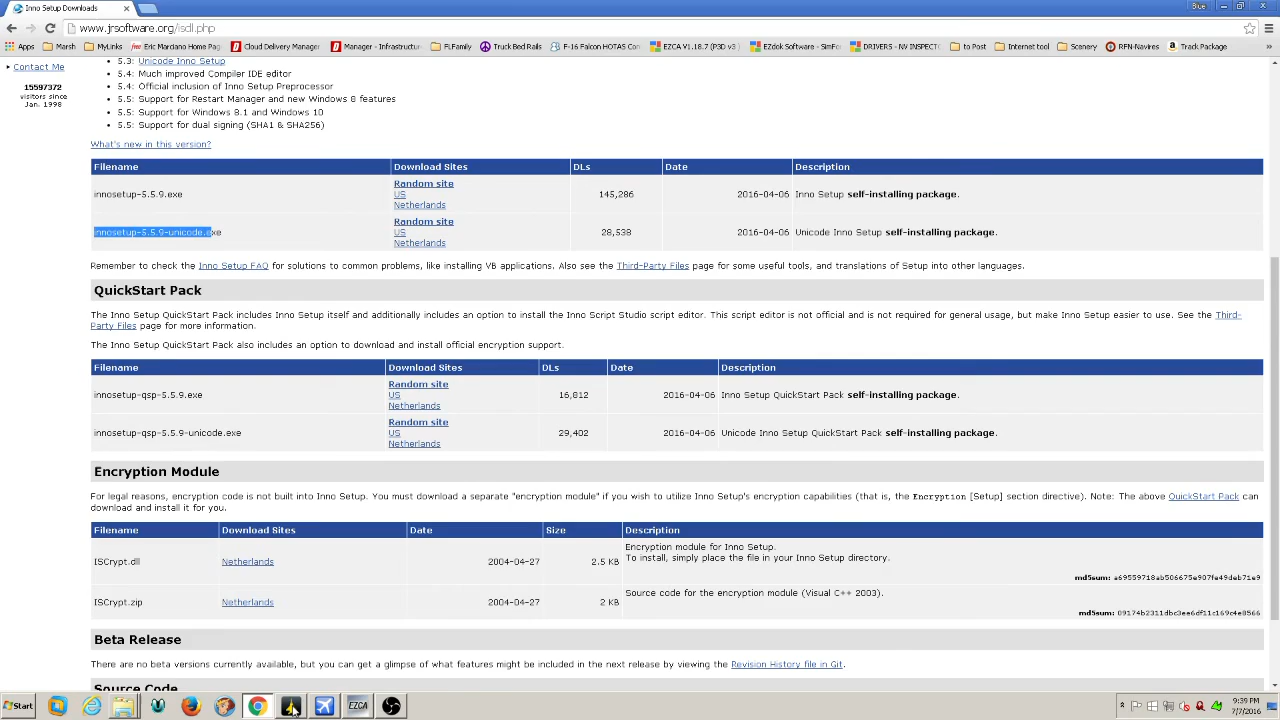 Inno Setup Downloads
Blue
www.jrsoftware.org/isdl.php
Apps
Marsh
MyLinks
Eric Marciano Home Pag
Cloud Delivery Manager
Manager - Infrastructur
FLFamily
Truck Bed Rails
F-16 Falcon HOTAS Con
EZCA V1.18.
(P3D v3)
EZdok Software - SimFo
DRIVERS - NV INSPECT
to Post
Internet tool
Scenery
RFN-Navires
Track Package
Contact Me
15597372
visitors since
Jan. 1998
5.3: Unicode Inno Setup
5.4: Much improved Compiler IDE editor
5.4: Official inclusion of Inno Setup Preprocessor
5.5: Support for Restart Manager and new Windows 8 features
5.5: Support for Windows 8.1 and Windows 10
5.5: Support for dual signing (SHA1 & SHA256)
What's new in this version?
Filename Download Sites DLs Date Description
innosetup-5.5.9.exe Random site US Netherlands 145,286 2016-04-06 Inno Setup self-installing package.
innosetup-5.5.9-unicode.exe Random site US Netherlands 28,538 2016-04-06 Unicode Inno Setup self-installing package.
Remember to check the Inno Setup FAQ for solutions to common problems, like installing VB applications. Also see the Third-Party Files page for some useful tools, and translations of Setup into other languages.
QuickStart Pack
The Inno Setup QuickStart Pack includes Inno Setup itself and additionally includes an option to install the Inno Script Studio script editor. This script editor is not official and is not required for general usage, but make Inno Setup easier to use. See the Third-
Party Files page for more information.
The Inno Setup QuickStart Pack also includes an option to download and install official encryption support.
Filename Download Sites DLs Date Description
innosetup-qsp-5.5.9.exe Random site US Netherlands 16,812 2016-04-06 Inno Setup QuickStart Pack self-installing package.
innosetup-qsp-5.5.9-unicode.exe Random site US Netherlands 29,402 2016-04-06 Unicode Inno Setup QuickStart Pack self-installing package.
Encryption Module
For legal reasons, encryption code is not built into Inno Setup. You must download a separate "encryption module" if you wish to utilize Inno Setup's encryption capabilities (that is, the Encryption [Setup] section directive). Note: The above QuickStart Pack can
download and install it for you.
Filename Download Sites Date Size Description
ISCrypt.dll Netherlands 2004-04-27 2.5 KB Encryption module for Inno Setup.
To install, simply place the file in your Inno Setup directory.
md5sum: a69559718ab506675e907fe49deb71e9
ISCrypt.zip Netherlands 2004-04-27 2 KB Source code for the encryption module (Visual C++ 2003).
md5sum: 09174b2311dbc3ee6df11c169c4e8566
Beta Release
There are no beta versions currently available, but you can get a glimpse of what features might be included in the next release by viewing the Revision History file in Git.
Source Code
Start
EZCA
9:39 PM
7/7/2016